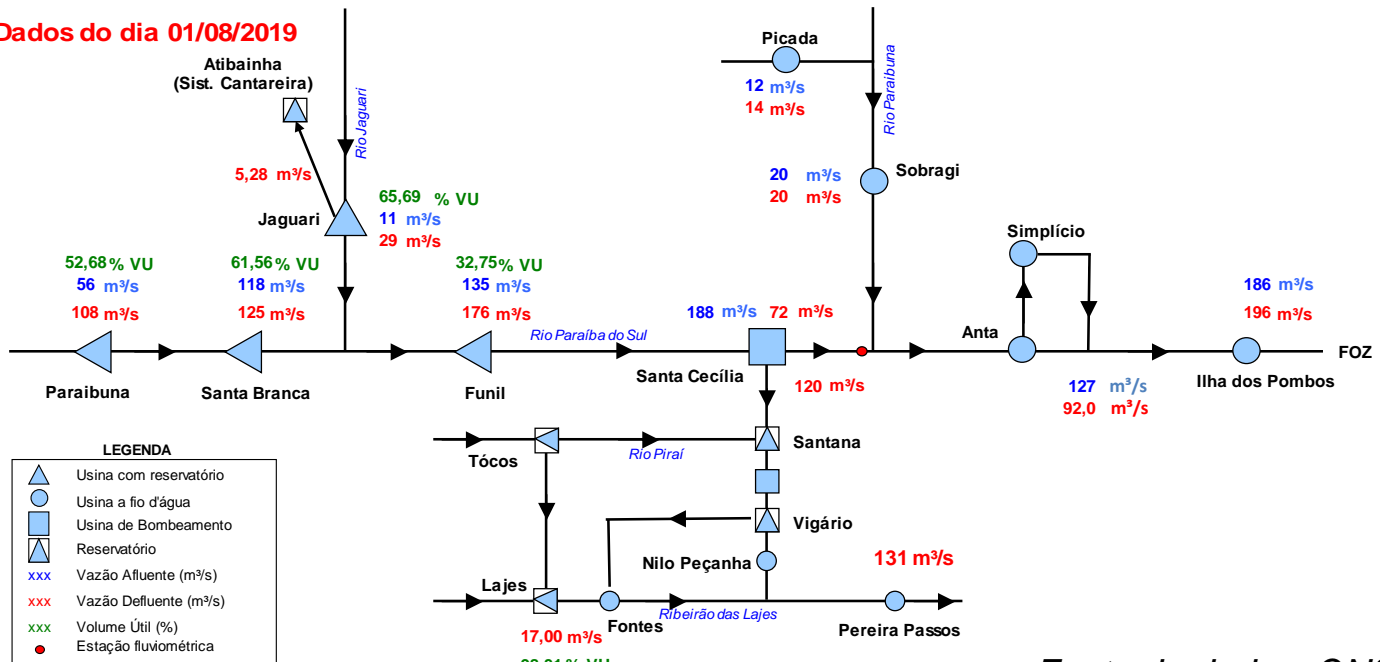 Dados do dia 01/08/2019
Atibainha
(Sist. Cantareira)
Rio Jaguari
5,28 m³/s
Jaguari
65,69 % VU
11 m³/s
29 m³/s
Picada
12 m³/s
14 m³/s
Rio Paraibuna
20 m³/s
20 m³/s
Sobragi
52,68% VU
56 m³/s
108 m³/s
Paraibuna
61,56% VU
118 m³/s
125 m³/s
Santa Branca
32,75% VU
135 m³/s
176 m³/s
Funil
Rio Paraíba do Sul
188 m³/s 72 m³/s
Santa Cecília
120 m³/s
Simplício
Anta
127 m³/s
92,0 m³/s
186 m³/s
196 m³/s
Ilha dos Pombos
FOZ
Tócos
Rio Piraí
Santana
Vigário
Nilo Peçanha
131 m³/s
Lajes
17,00 m³/s
Fontes
Ribeirão das Lajes
Pereira Passos
LEGENDA
Usina com reservatório
Usina a fio d'água
Usina de Bombeamento
Reservatório
xxx Vazão Afluente (m³/s)
xxx Vazão Defluente (m³/s)
xxx Volume Útil (%)
Estação fluviométrica
% VU